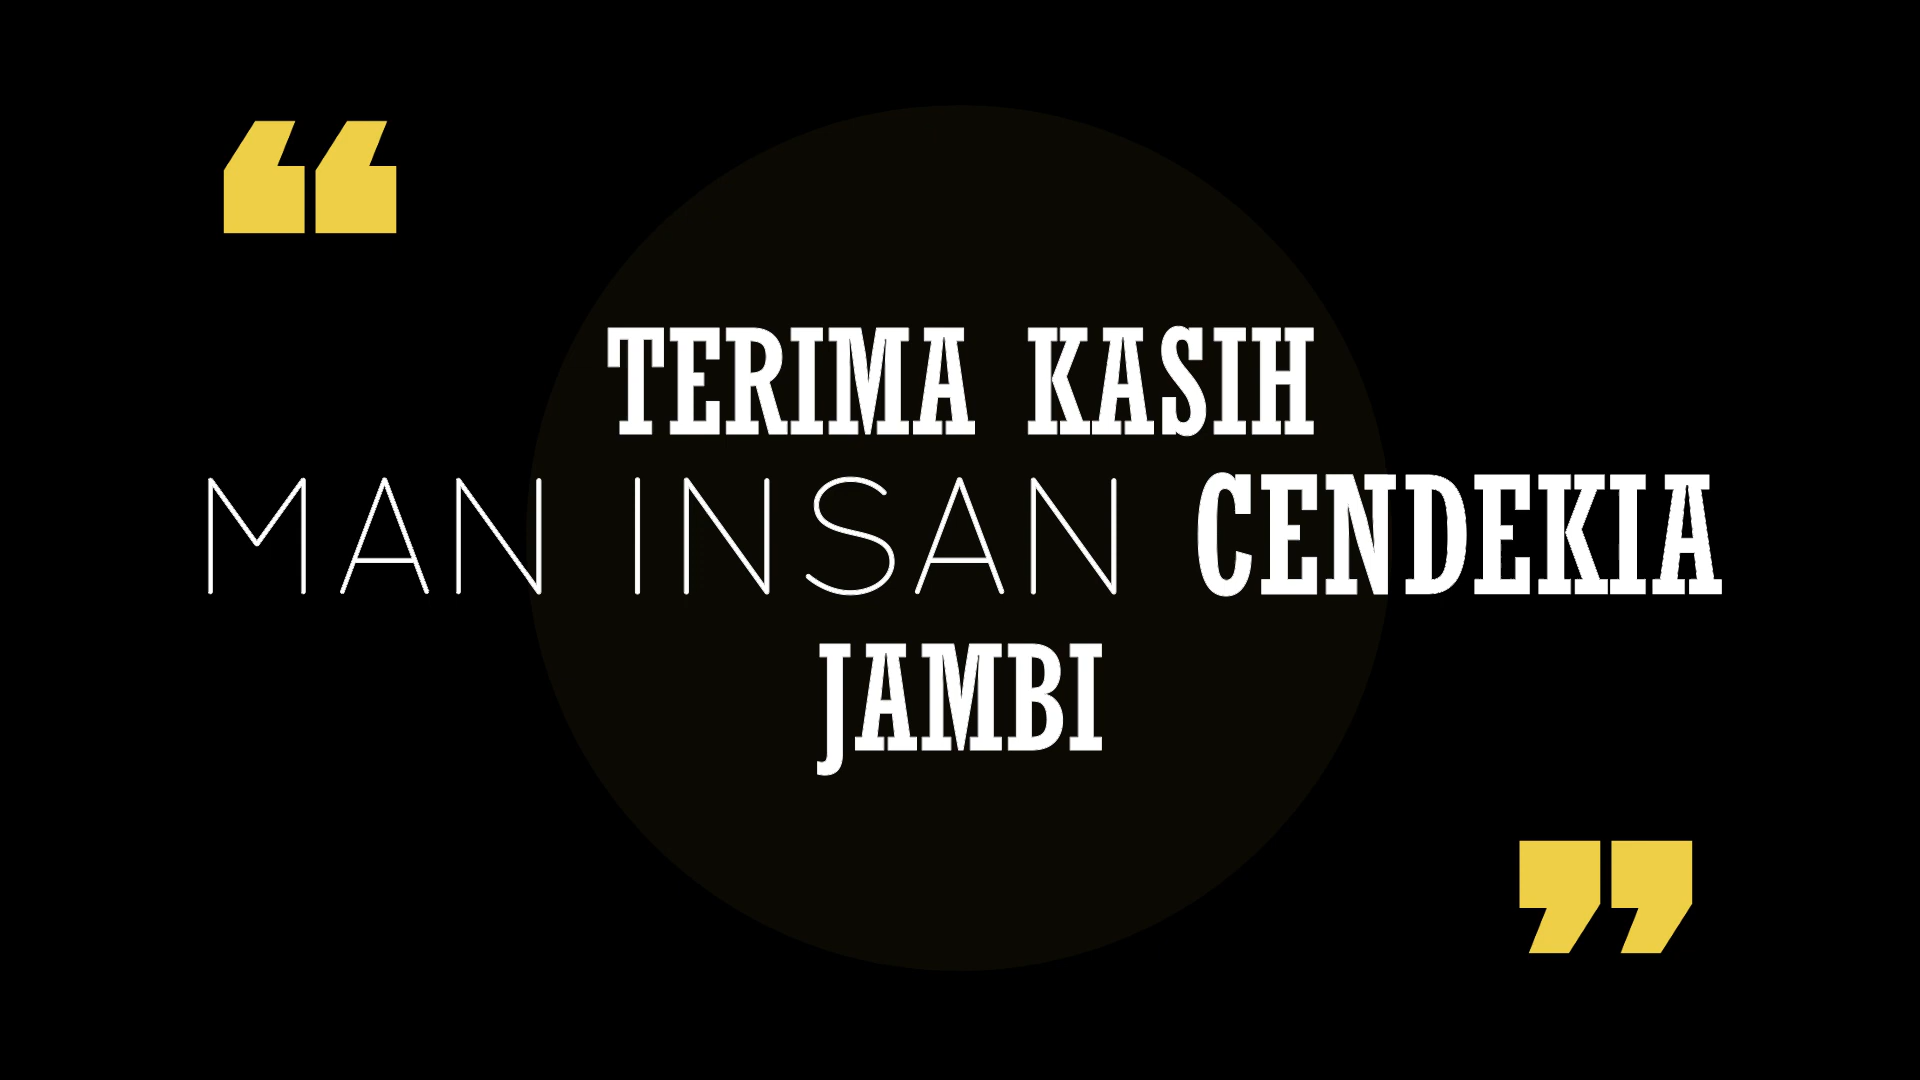 “
TERIMA KASIH
MAN INSAN CENDEKIA
JAMBI
”